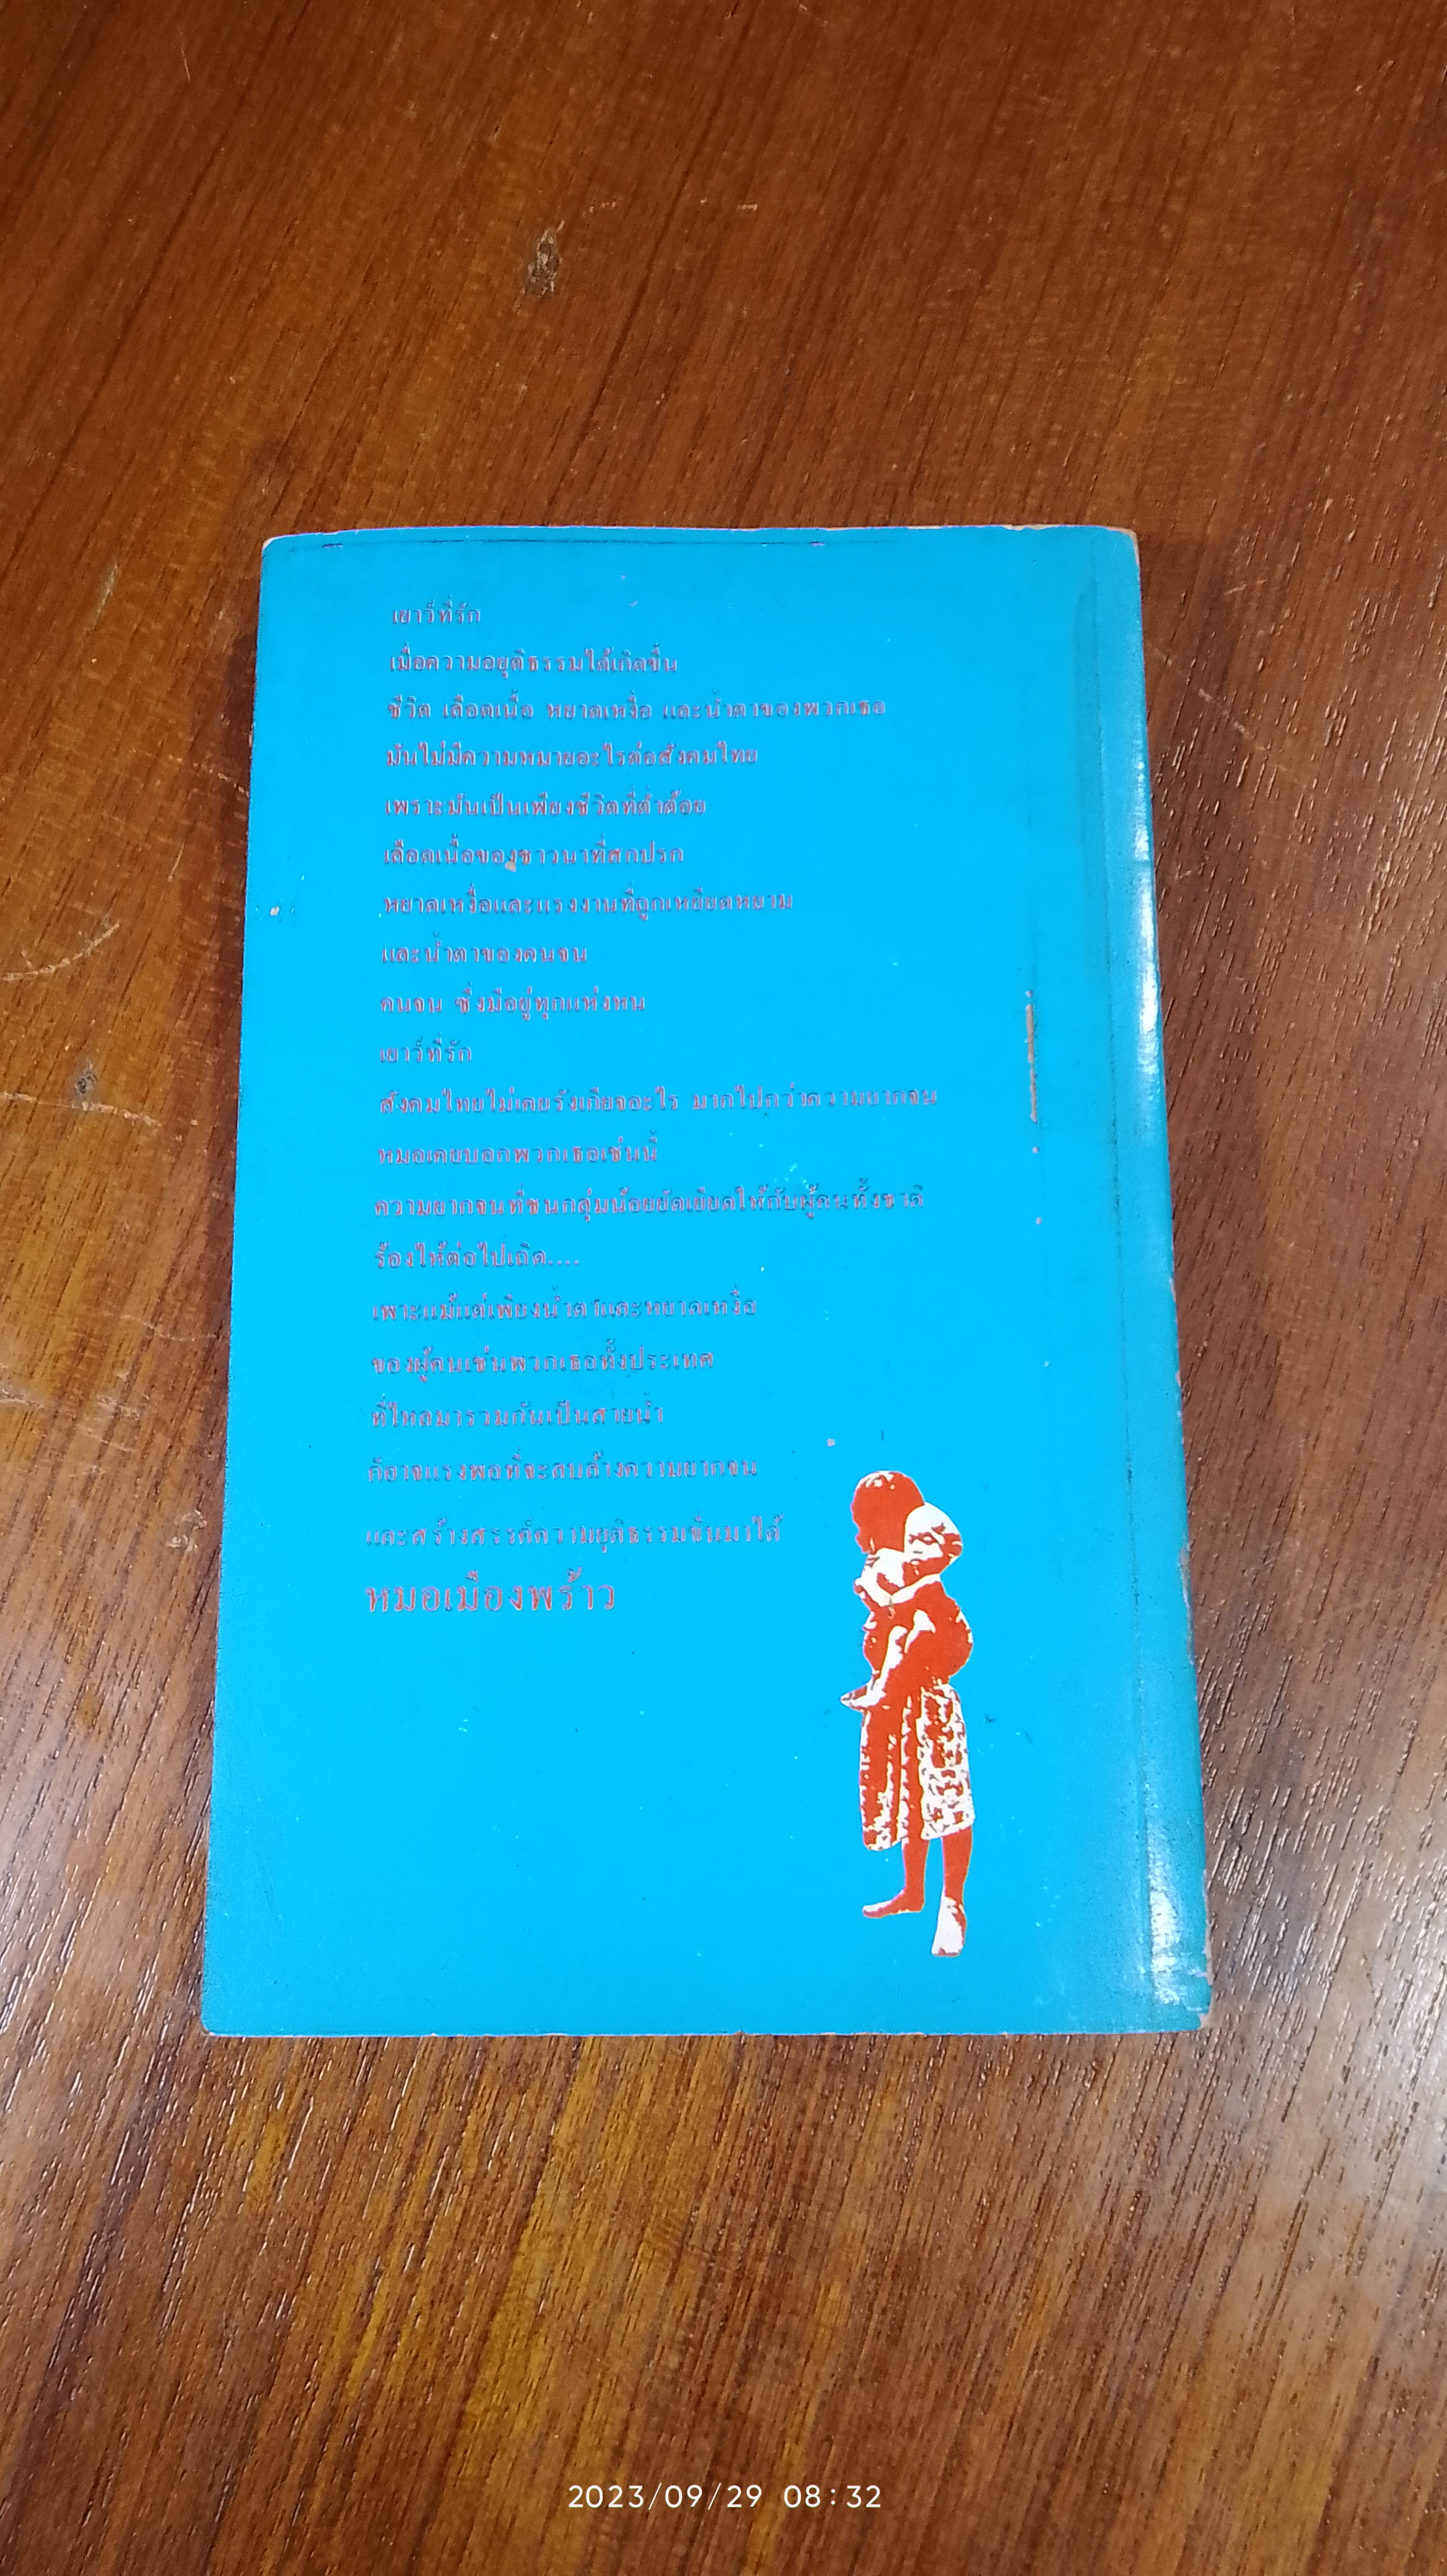 เยาว์ที่รัก
เมื่อความอยุติธรรมได้เกิดขึ้น
ชีวิต เลือดเนื้อ หยาดเหงื่อ และน้ำตาของพวกเธอ
มันไม่มีความหมายอะไรต่อสังคมไทย
เพราะมันเป็นเพียงชีวิตที่ต่ำต้อย
เลือดเนื้อของชาวนาที่สกปรก
หยาดเหงื่อและแรงงานที่ถูกเหยียดหยาม
และน้ำตาของคนจน
คนจน ซึ่งมีอยู่ทุกแห่งหน
เยาว์ที่รัก
สังคมไทยไม่เคยรังเกียจอะไร มากไปกว่าความยากจน
หมอเคยบอกพวกเธอเช่นนี้
ความยากจนที่ชนกลุ่มน้อยยัดเยียดให้กับผู้คนทั้งชาติ
ร้องไห้ต่อไปเถิด....
เพาะแม้แต่เพียงน้ำตาและหยาดเหงื่อ
ของผู้คนเช่นพวกเธอทั้งประเทศ
ที่ไหลมารวมกันเป็นสายน้ำ
ก็อาจแรงพอที่จะลบล้างความยากจน
และสร้างสรรค์ความยุติธรรมขึ้นมาได้
หมอเมืองพร้าว
2023/09/29 08:32